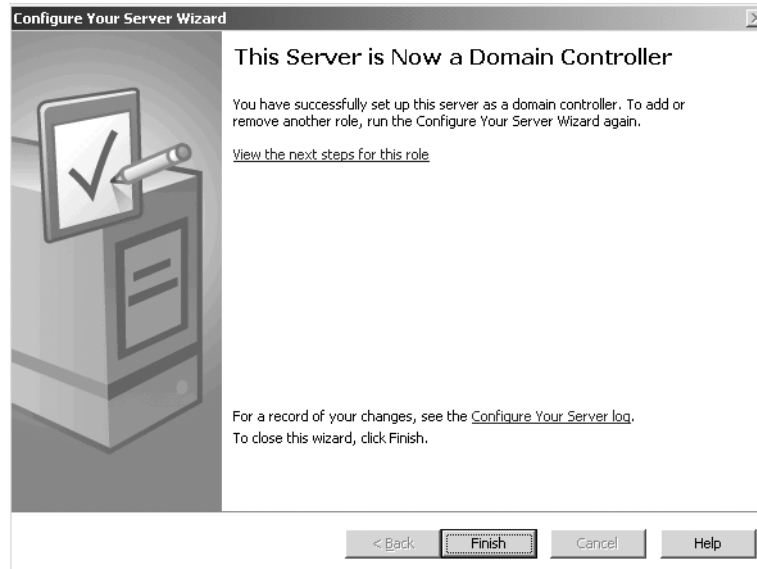 Configure Your Server Wizard
This Server is Now a Domain Controller
You have successfully set up this server as a domain controller. To add or
remove another role, run the Configure Your Server Wizard again.
View the next steps for this role
For a record of your changes, see the Configure Your Server log.
To close this wizard, click Finish.
< Back Finish Cancel Help